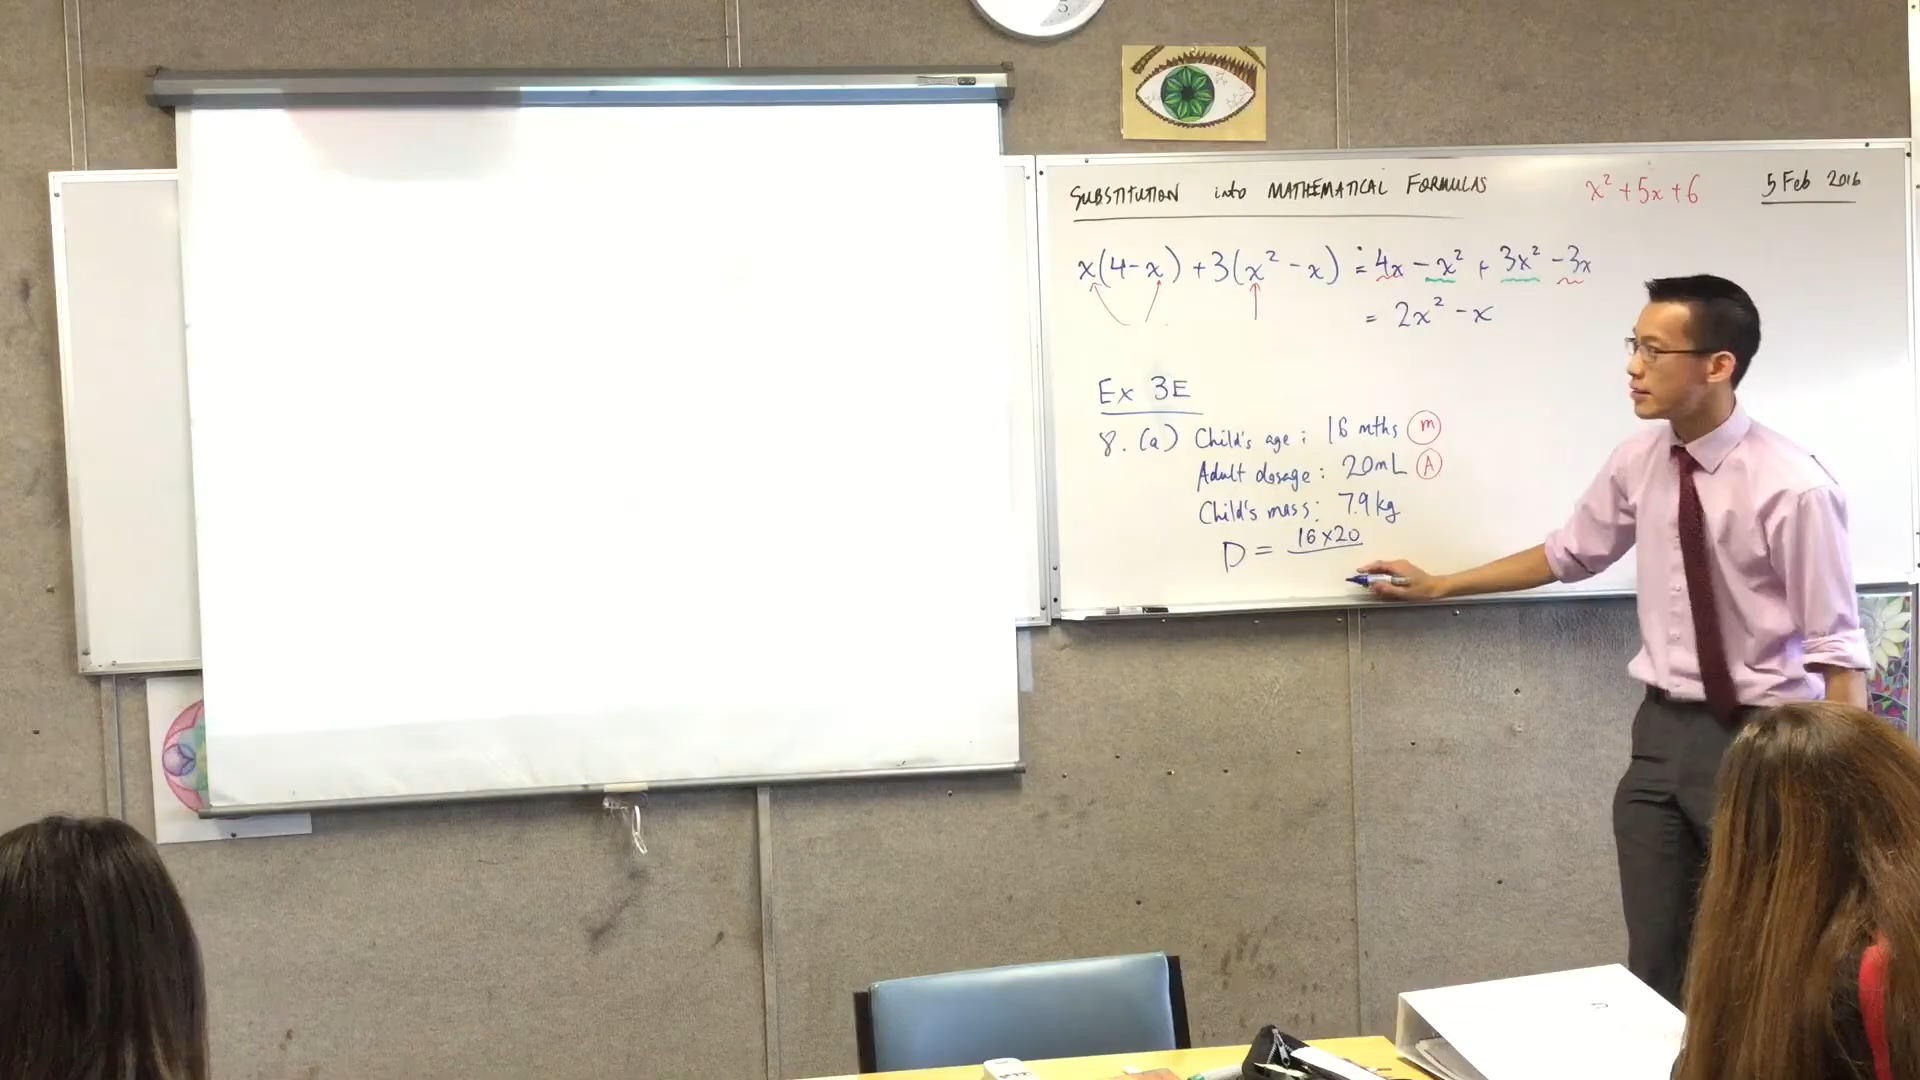 SUBSTITUTION into MATHEMATICAL FORMULAS
x² + 5x + 6
5 Feb 2016
x(4-x) + 3(x² - x) = 4x - x² + 3x² - 3x
= 2x² - x
Ex 3E
8. (a) Child's age: 16 mths (m)
Adult dosage: 20mL (A)
Child's mass: 7.9kg
D = 16 x 20